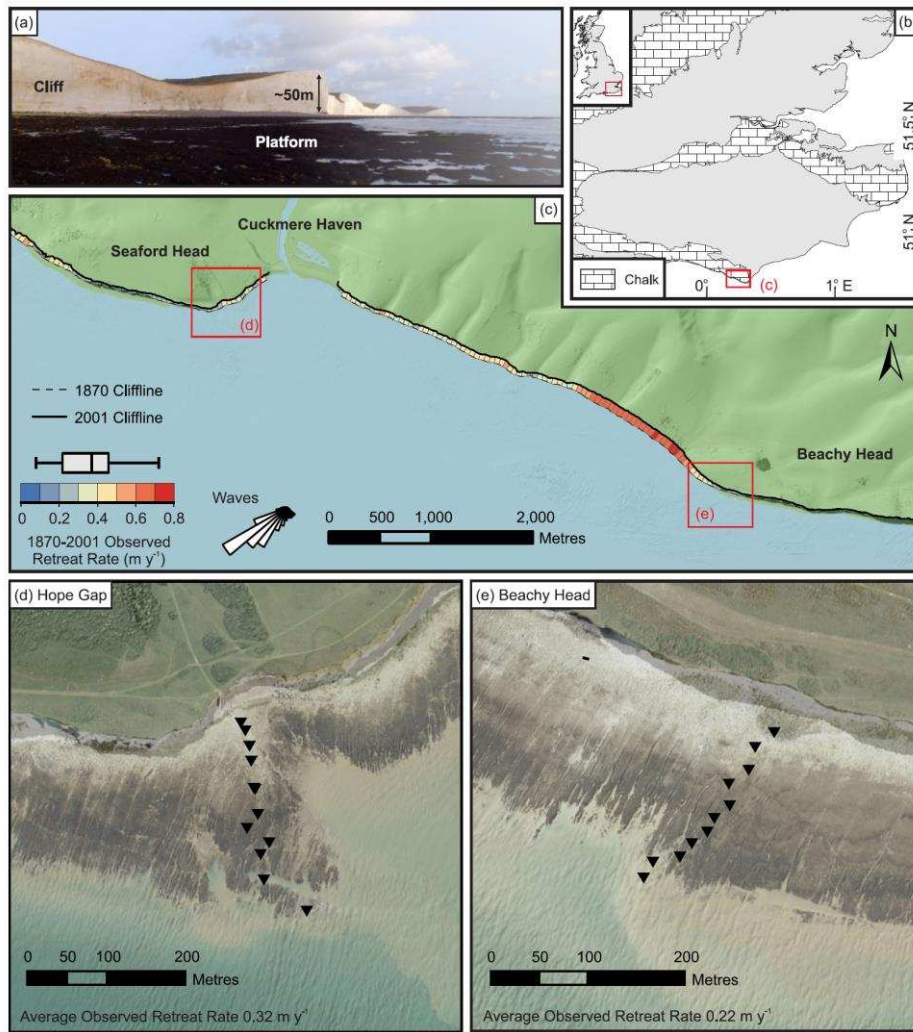 (a)
Cliff
~50m
Platform
(b)
51.5° N
51° N
Chalk
0°
1° E
(c)
(c)
Cuckmere Haven
Seaford Head
(d)
N
1870 Cliffline
2001 Cliffline
Beachy Head
Waves
(e)
0 0.2 0.4 0.6 0.8
0 500 1,000 2,000
Metres
1870-2001 Observed
Retreat Rate (m y⁻¹)
(d) Hope Gap
0 50 100 200
Metres
Average Observed Retreat Rate 0.32 m y⁻¹
(e) Beachy Head
0 50 100 200
Metres
Average Observed Retreat Rate 0.22 m y⁻¹